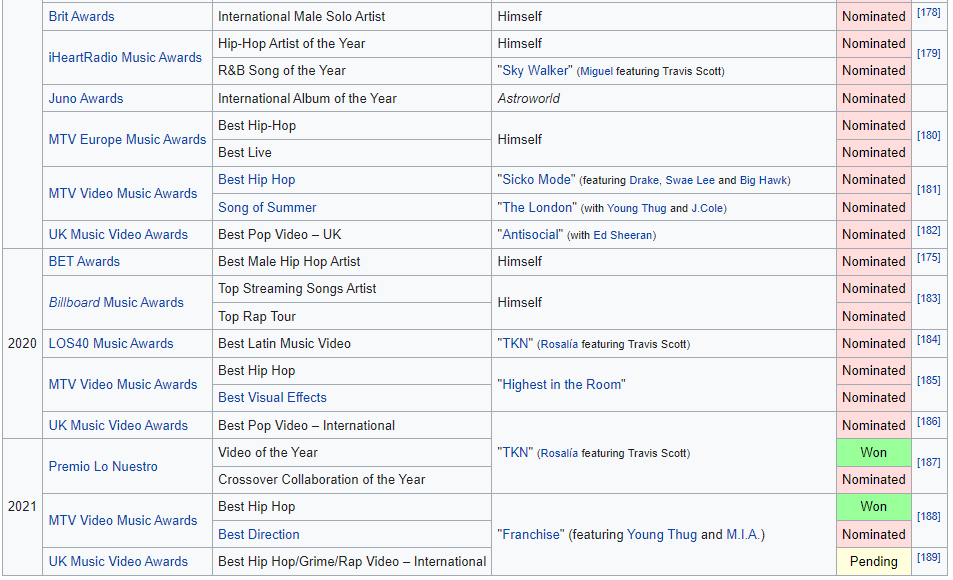 Brit Awards International Male Solo Artist Himself Nominated [178]
iHeartRadio Music Awards Hip-Hop Artist of the Year Himself Nominated [179]
R&B Song of the Year "Sky Walker" (Miguel featuring Travis Scott) Nominated
Juno Awards International Album of the Year Astroworld Nominated
MTV Europe Music Awards Best Hip-Hop Himself Nominated [180]
Best Live Nominated
MTV Video Music Awards Best Hip Hop "Sicko Mode" (featuring Drake, Swae Lee and Big Hawk) Nominated [181]
Song of Summer "The London" (with Young Thug and J.Cole) Nominated
UK Music Video Awards Best Pop Video – UK "Antisocial" (with Ed Sheeran) Nominated [182]
2020 BET Awards Best Male Hip Hop Artist Himself Nominated [175]
Billboard Music Awards Top Streaming Songs Artist Himself Nominated [183]
Top Rap Tour Nominated
LOS40 Music Awards Best Latin Music Video "TKN" (Rosalía featuring Travis Scott) Nominated [184]
MTV Video Music Awards Best Hip Hop "Highest in the Room" Nominated [185]
Best Visual Effects Nominated
UK Music Video Awards Best Pop Video – International "TKN" (Rosalía featuring Travis Scott) Nominated [186]
2021 Premio Lo Nuestro Video of the Year Won [187]
Crossover Collaboration of the Year Nominated
MTV Video Music Awards Best Hip Hop "Franchise" (featuring Young Thug and M.I.A.) Won [188]
Best Direction Nominated
UK Music Video Awards Best Hip Hop/Grime/Rap Video – International Pending [189]